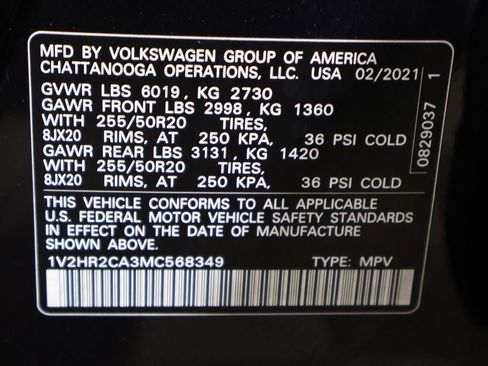 MFD BY VOLKSWAGEN GROUP OF AMERICA
CHATTANOOGA OPERATIONS, LLC. USA 02/2021
GVWR LBS 6019, KG 2730
GAWR FRONT LBS 2998, KG 1360
WITH 255/50R20 TIRES,
8JX20 RIMS, AT 250 KPA, 36 PSI COLD
GAWR REAR LBS 3131, KG 1420
WITH 255/50R20 TIRES,
8JX20 RIMS, AT 250 KPA, 36 PSI COLD
THIS VEHICLE CONFORMS TO ALL APPLICABLE
U.S. FEDERAL MOTOR VEHICLE SAFETY STANDARDS
IN EFFECT ON THE DATE OF MANUFACTURE
SHOWN ABOVE.
1V2HR2CA3MC568349 TYPE: MPV
0829037 1